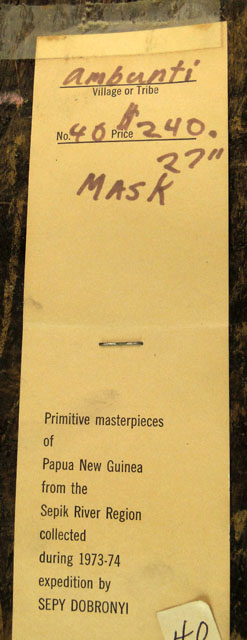 Ambunti
Village or Tribe
No. 40 Price $240.
27"
MASK
Primitive masterpieces
of
Papua New Guinea
from the
Sepik River Region
collected
during 1973-74
expedition by
SEPY DOBRONYI
40